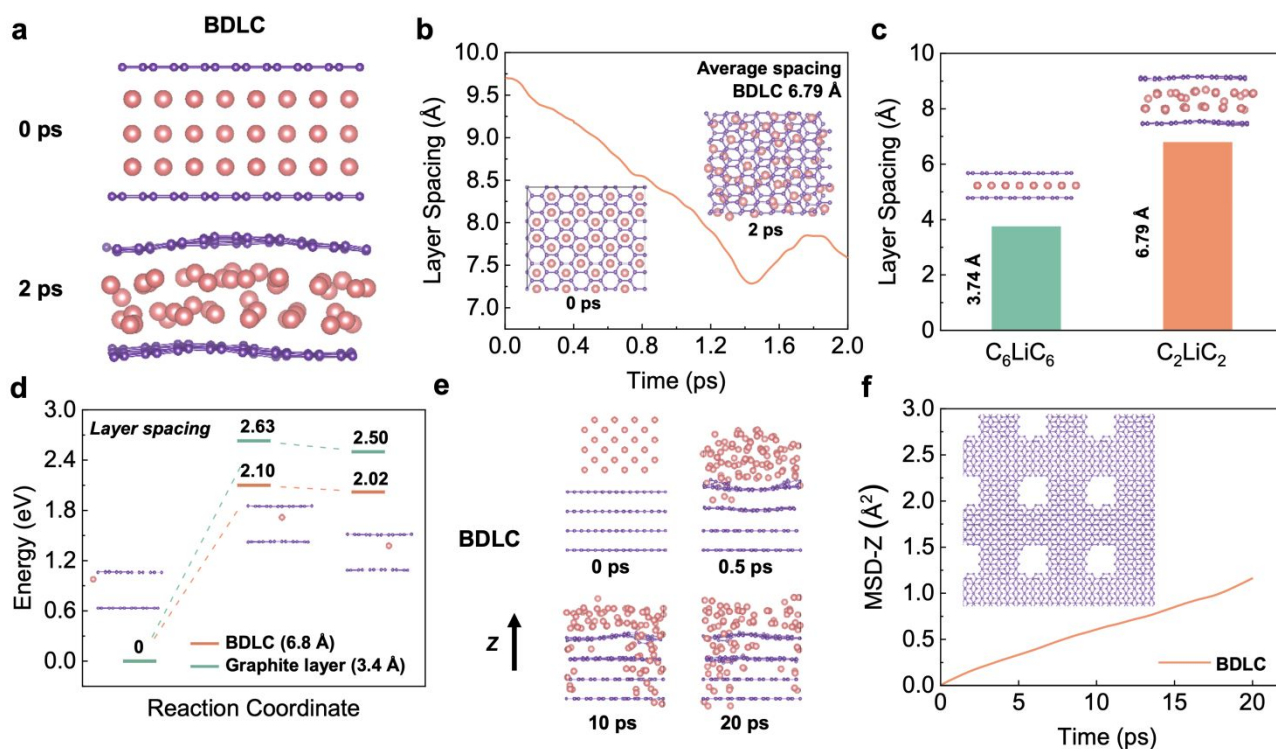 a
BDLC
0 ps
2 ps
b
10.0
9.5
9.0
8.5
8.0
7.5
7.0
Layer Spacing (Å)
Average spacing
BDLC 6.79 Å
2 ps
0 ps
0.0 0.4 0.8 1.2 1.6 2.0
Time (ps)
c
10
8
6
4
2
0
Layer Spacing (Å)
3.74 Å
6.79 Å
C₆LiC₆ C₂LiC₂
d
3.0
2.4
1.8
1.2
0.6
0.0
Energy (eV)
Layer spacing
2.63
2.50
2.10
2.02
0
BDLC (6.8 Å)
Graphite layer (3.4 Å)
Reaction Coordinate
e
BDLC
0 ps 0.5 ps
Z
10 ps 20 ps
f
3.0
2.5
2.0
1.5
1.0
0.5
0.0
MSD-Z (Å²)
BDLC
0 5 10 15 20
Time (ps)